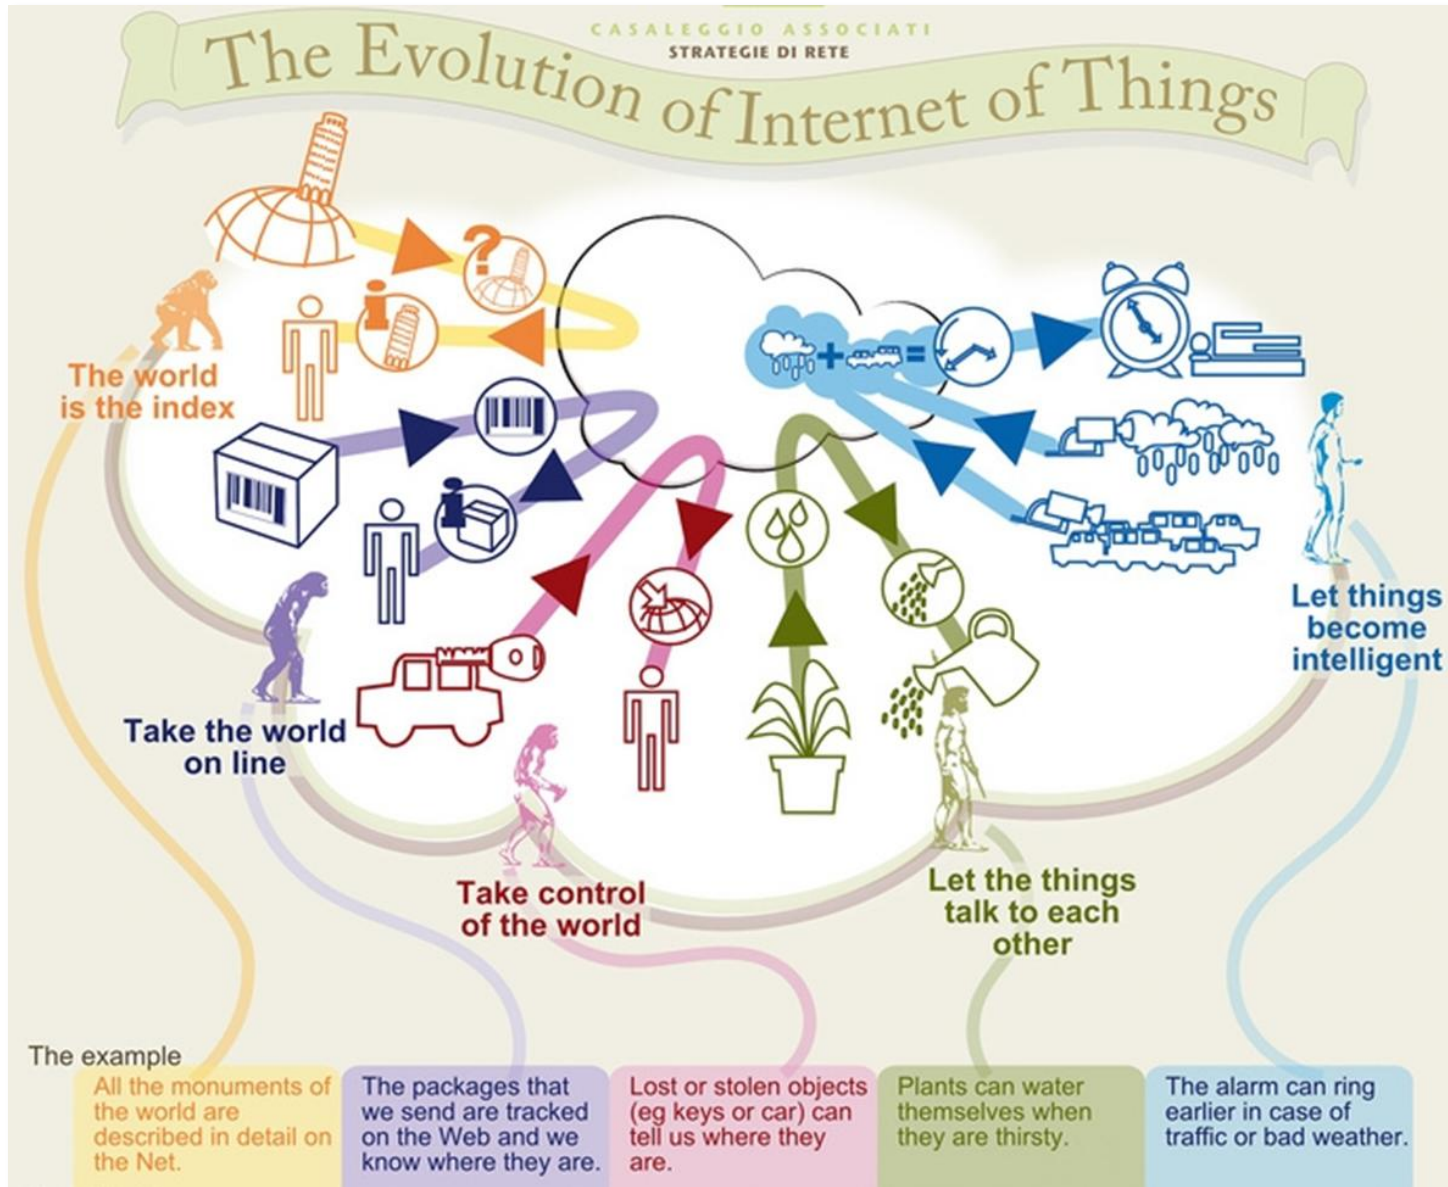 CASALEGGIO ASSOCIATI
STRATEGIE DI RETE
The Evolution of Internet of Things
?
i
The world
is the index
i
+
=
Take the world
on line
Take control
of the world
Let the things
talk to each
other
Let things
become
intelligent
The example
All the monuments of
the world are
described in detail on
the Net.
The packages that
we send are tracked
on the Web and we
know where they are.
Lost or stolen objects
(eg keys or car) can
tell us where they
are.
Plants can water
themselves when
they are thirsty.
The alarm can ring
earlier in case of
traffic or bad weather.